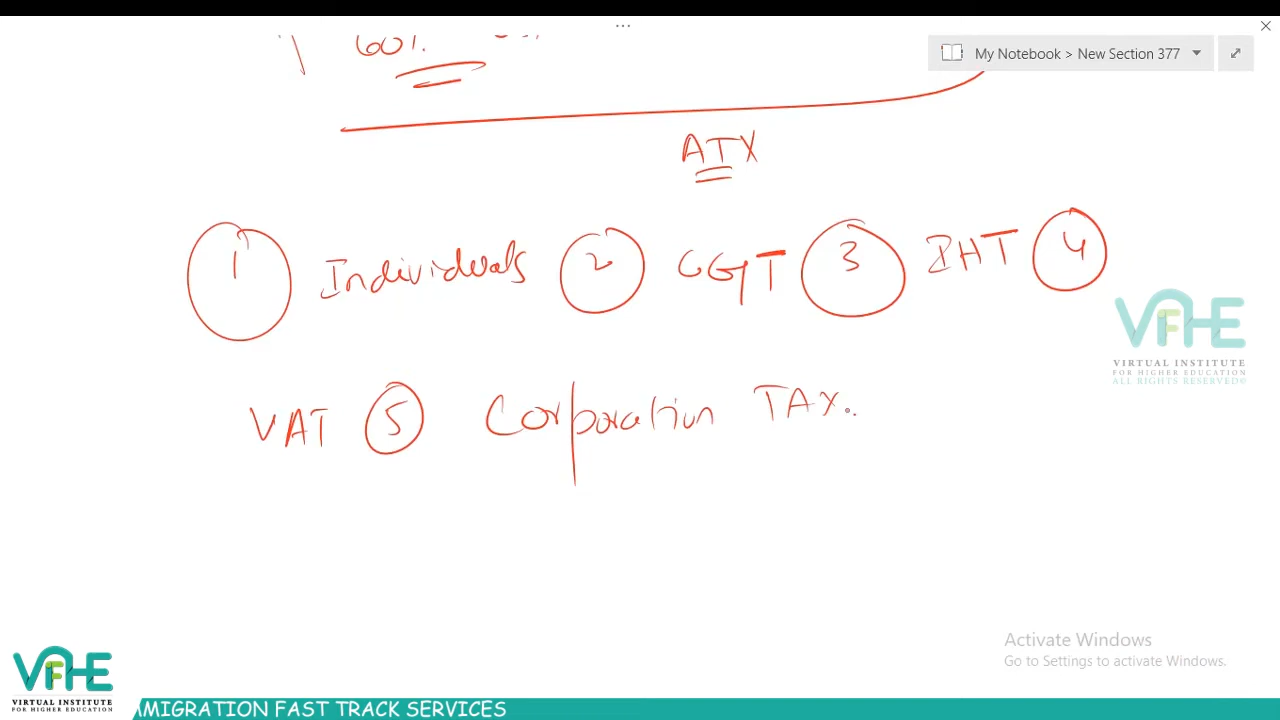 60%.
My Notebook > New Section 377
ATX
1 Individuals 2 CGT 3 IHT 4
VFHE
VIRTUAL INSTITUTE
FOR HIGHER EDUCATION
ALL RIGHTS RESERVED®
VAT 5 Corporation TAX.
Activate Windows
Go to Settings to activate Windows.
VFHE
VIRTUAL INSTITUTE
FOR HIGHER EDUCATION
MIGRATION FAST TRACK SERVICES